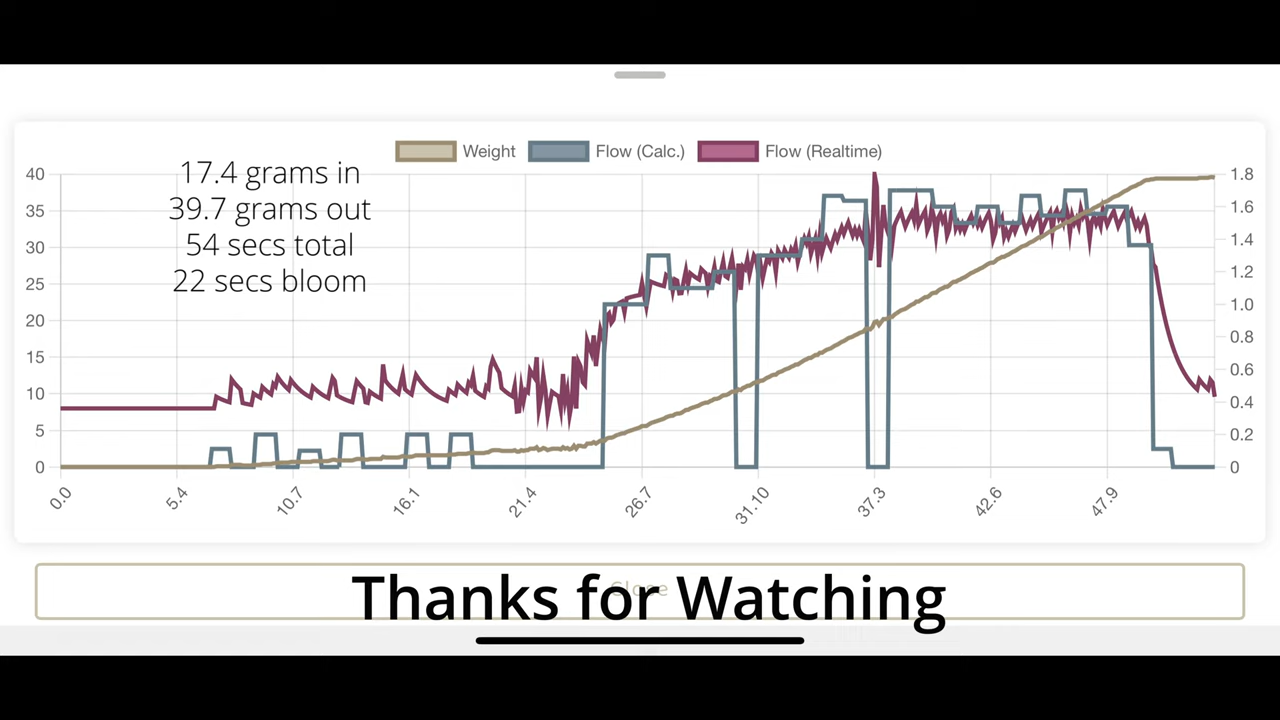 Weight Flow (Calc.) Flow (Realtime)
17.4 grams in
39.7 grams out
54 secs total
22 secs bloom
40 1.8
35 1.6
30 1.4
25 1.2
20 1.0
15 0.8
10 0.6
5 0.4
0 0.2
0
0.0 5.4 10.7 16.1 21.4 26.7 31.10 37.3 42.6 47.9
Close
Thanks for Watching